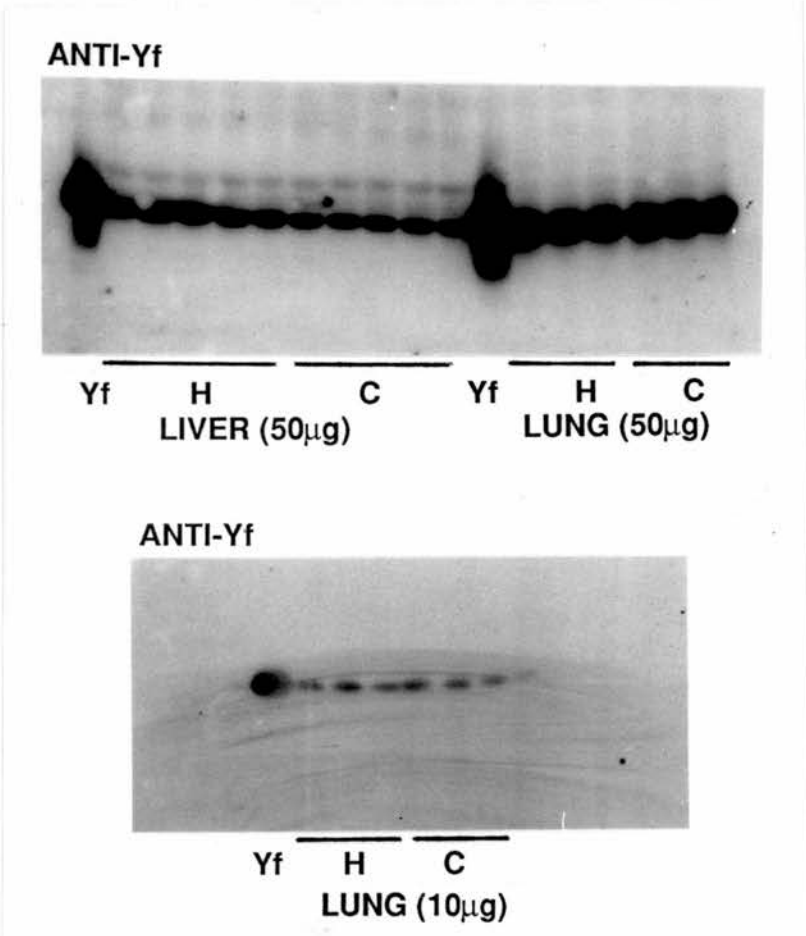 ANTI-Yf
Yf H C Yf H C
LIVER (50µg) LUNG (50µg)
ANTI-Yf
Yf H C
LUNG (10µg)